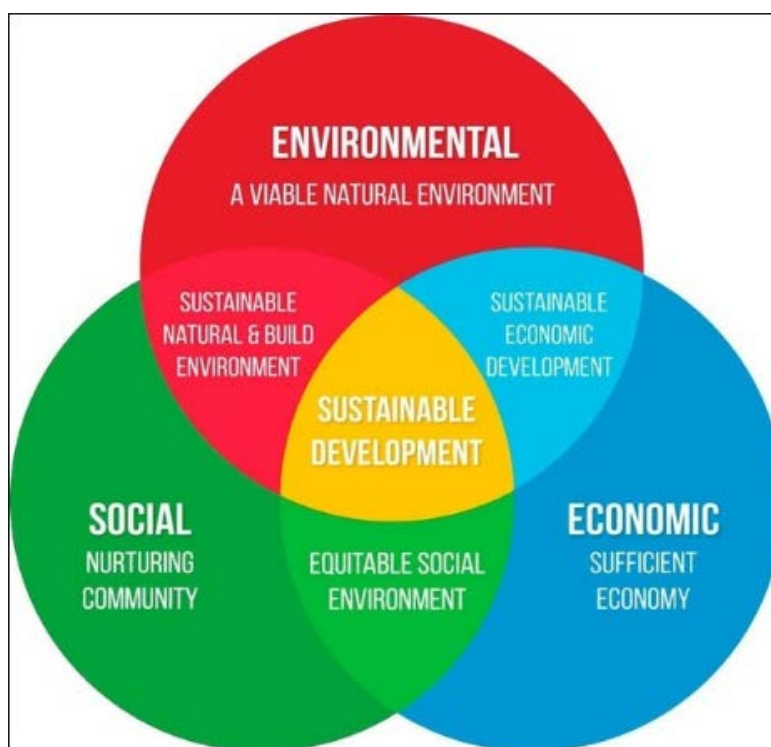 ENVIRONMENTAL
A VIABLE NATURAL ENVIRONMENT
SUSTAINABLE
NATURAL & BUILD
ENVIRONMENT
SUSTAINABLE
ECONOMIC
DEVELOPMENT
SUSTAINABLE
DEVELOPMENT
SOCIAL
NURTURING
COMMUNITY
EQUITABLE SOCIAL
ENVIRONMENT
ECONOMIC
SUFFICIENT
ECONOMY